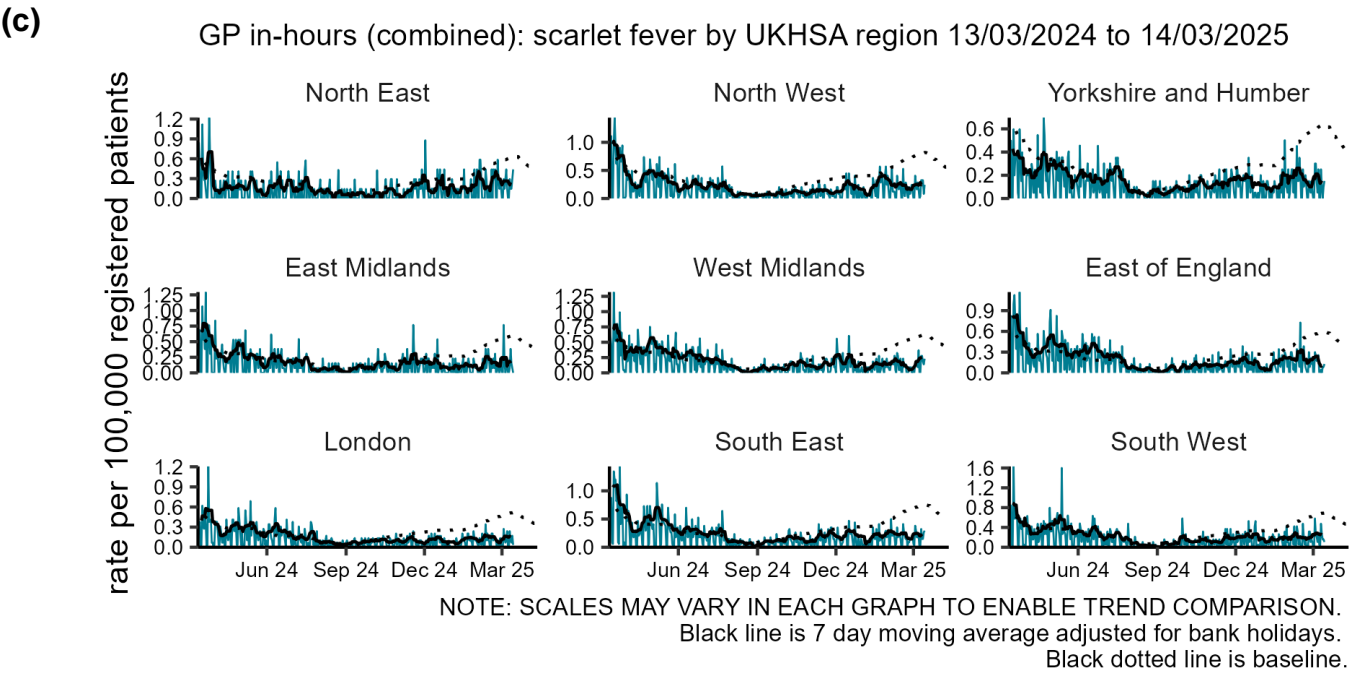 (c)
GP in-hours (combined): scarlet fever by UKHSA region 13/03/2024 to 14/03/2025
rate per 100,000 registered patients
North East
1.2
0.9
0.6
0.3
0.0
North West
1.0
0.5
0.0
Yorkshire and Humber
0.6
0.4
0.2
0.0
East Midlands
1.25
1.00
0.75
0.50
0.25
0.00
West Midlands
1.25
1.00
0.75
0.50
0.25
0.00
East of England
0.9
0.6
0.3
0.0
London
1.2
0.9
0.6
0.3
0.0
South East
1.0
0.5
0.0
South West
1.6
1.2
0.8
0.4
0.0
Jun 24 Sep 24 Dec 24 Mar 25
Jun 24 Sep 24 Dec 24 Mar 25
Jun 24 Sep 24 Dec 24 Mar 25
NOTE: SCALES MAY VARY IN EACH GRAPH TO ENABLE TREND COMPARISON.
Black line is 7 day moving average adjusted for bank holidays.
Black dotted line is baseline.